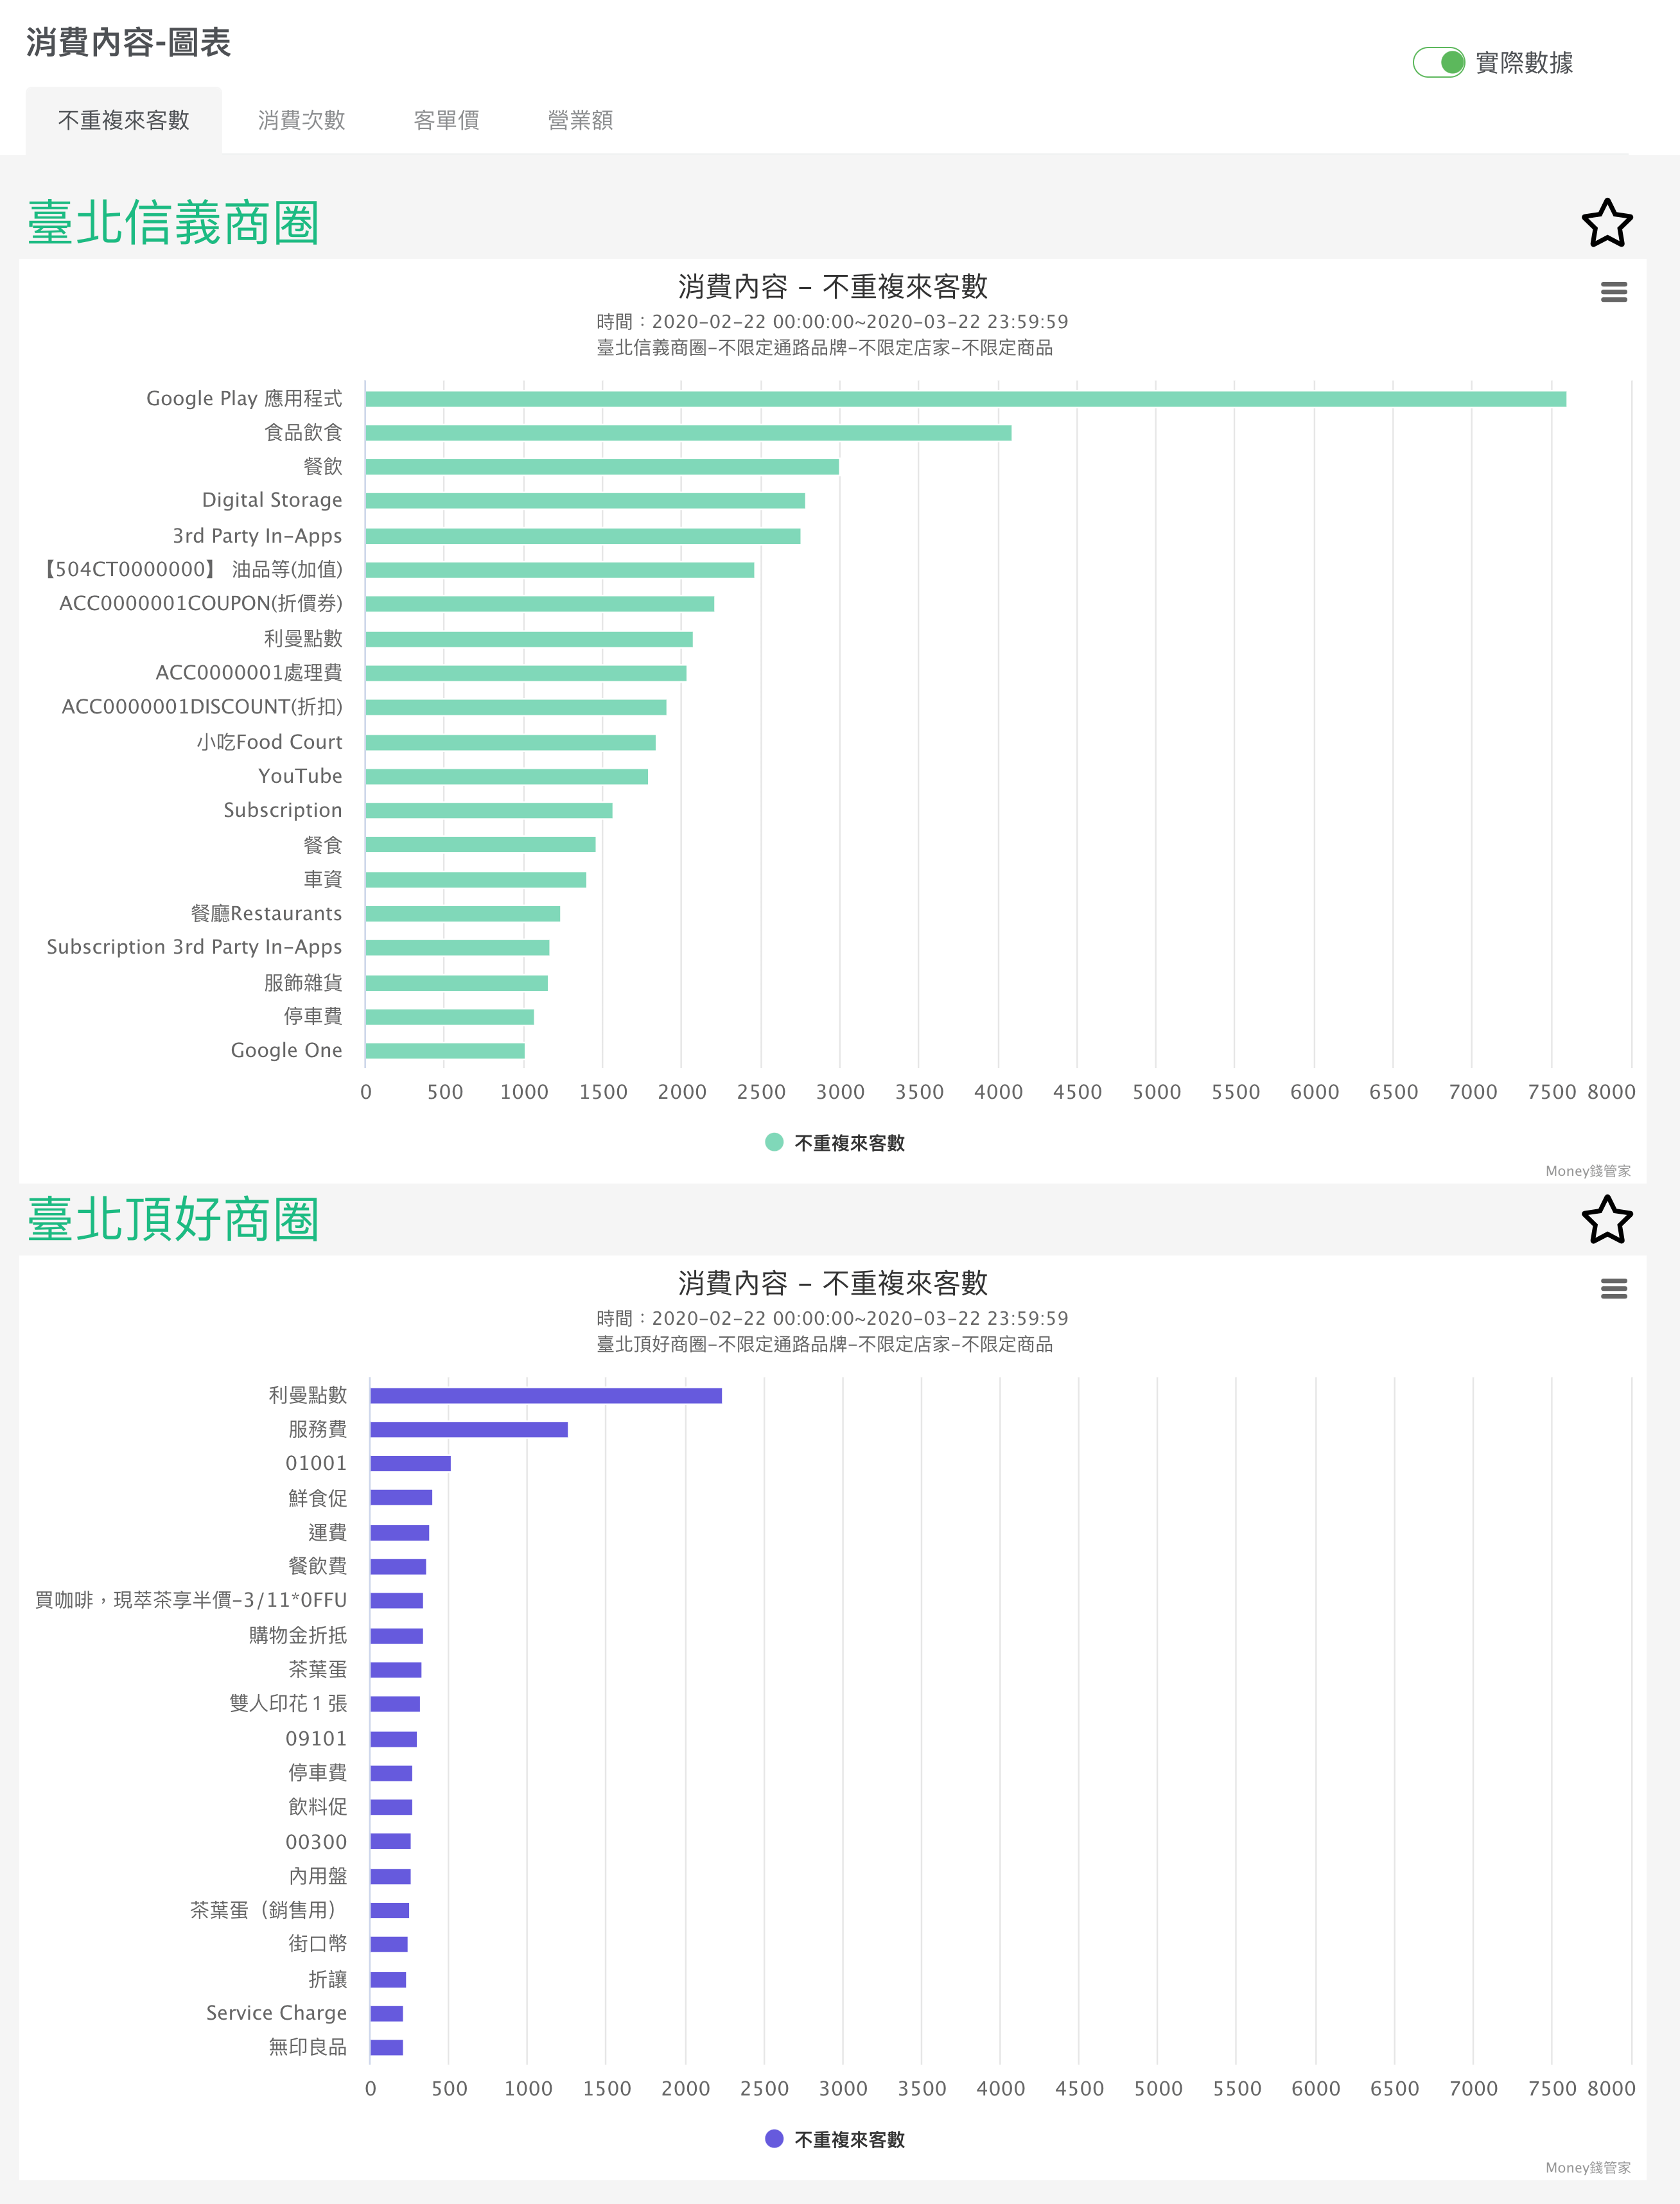 消費內容-圖表
實際數據
不重複來客數 消費次數 客單價 營業額
臺北信義商圈
消費內容 – 不重複來客數
時間：2020-02-22 00:00:00~2020-03-22 23:59:59
臺北信義商圈-不限定通路品牌-不限定店家-不限定商品
Google Play 應用程式
食品飲食
餐飲
Digital Storage
3rd Party In-Apps
【504CT0000000】 油品等(加值)
ACC0000001COUPON(折價券)
利曼點數
ACC0000001處理費
ACC0000001DISCOUNT(折扣)
小吃Food Court
YouTube
Subscription
餐食
車資
餐廳Restaurants
Subscription 3rd Party In-Apps
服飾雜貨
停車費
Google One
0 500 1000 1500 2000 2500 3000 3500 4000 4500 5000 5500 6000 6500 7000 7500 8000
不重複來客數
Money錢管家
臺北頂好商圈
消費內容 – 不重複來客數
時間：2020-02-22 00:00:00~2020-03-22 23:59:59
臺北頂好商圈-不限定通路品牌-不限定店家-不限定商品
利曼點數
服務費
01001
鮮食促
運費
餐飲費
買咖啡，現萃茶享半價-3/11*0FFU
購物金折抵
茶葉蛋
雙人印花１張
09101
停車費
飲料促
00300
內用盤
茶葉蛋（銷售用）
街口幣
折讓
Service Charge
無印良品
0 500 1000 1500 2000 2500 3000 3500 4000 4500 5000 5500 6000 6500 7000 7500 8000
不重複來客數
Money錢管家